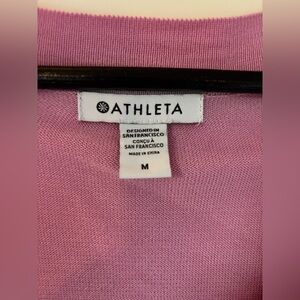 ATHLETA
DESIGNED IN
SAN FRANCISCO
CONÇU À
SAN FRANCISCO
MADE IN CHINA
M